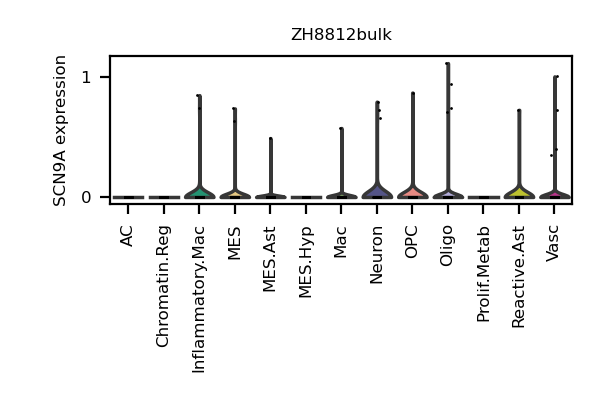 ZH8812bulk
SCN9A expression
1
0
AC
Chromatin.Reg
Inflammatory.Mac
MES
MES.Ast
MES.Hyp
Mac
Neuron
OPC
Oligo
Prolif.Metab
Reactive.Ast
Vasc